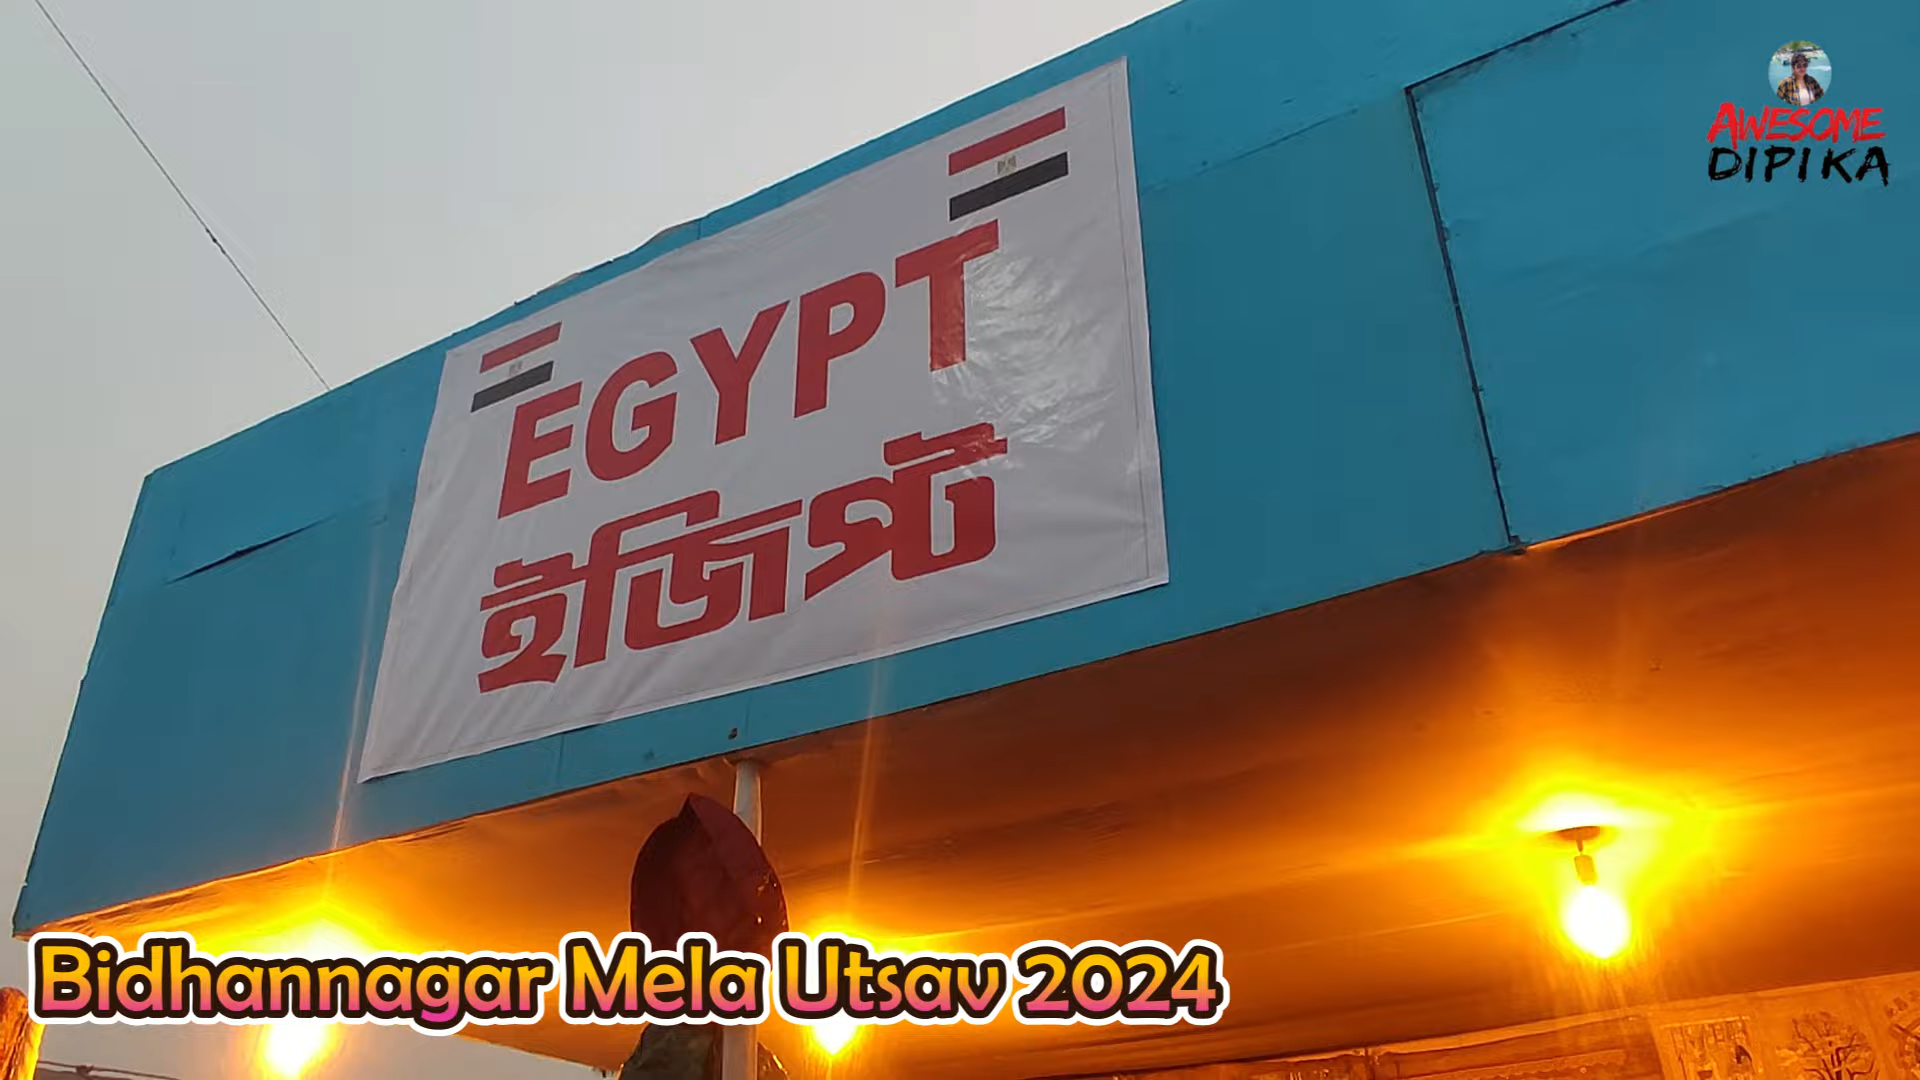 AWESOME
DIPIKA
EGYPT
ইজিপ্ট
Bidhannagar Mela Utsav 2024